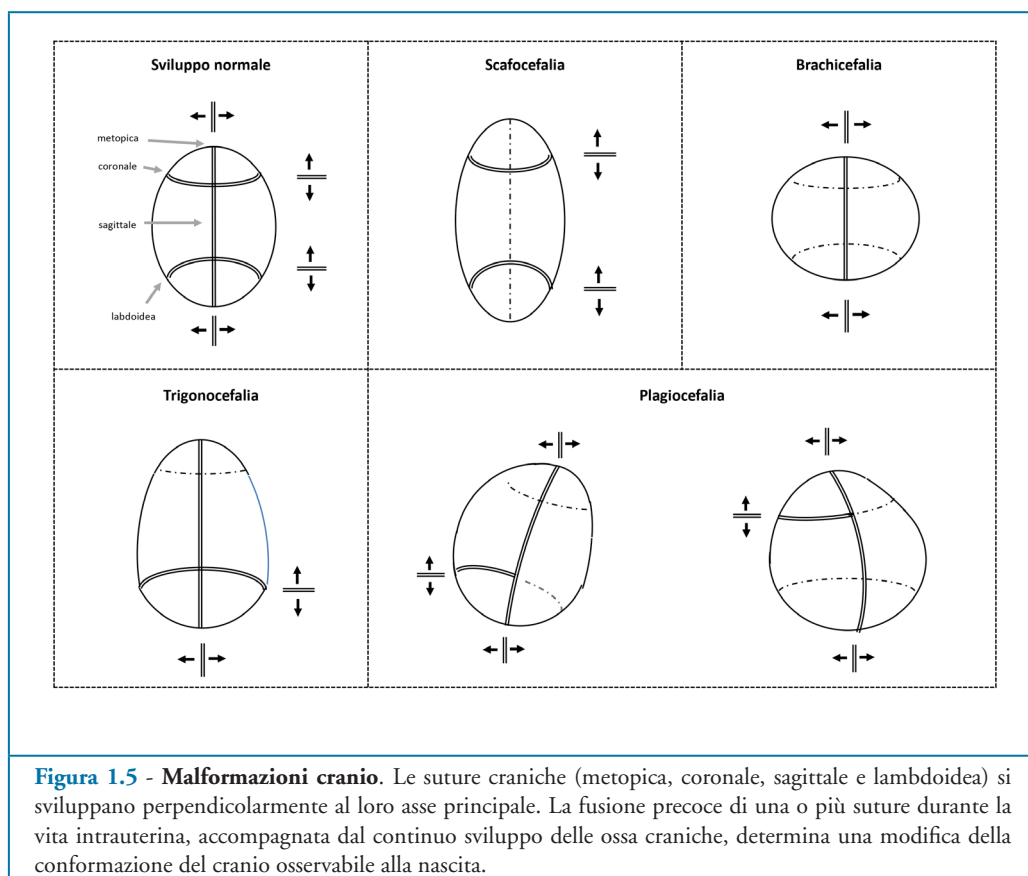 Sviluppo normale
Scafocefalia
Brachicefalia
metopica
coronale
sagittale
labdoidea
Trigonocefalia
Plagiocefalia
Figura 1.5 - Malformazioni cranio. Le suture craniche (metopica, coronale, sagittale e lambdoidea) si
sviluppano perpendicolarmente al loro asse principale. La fusione precoce di una o più suture durante la
vita intrauterina, accompagnata dal continuo sviluppo delle ossa craniche, determina una modifica della
conformazione del cranio osservabile alla nascita.